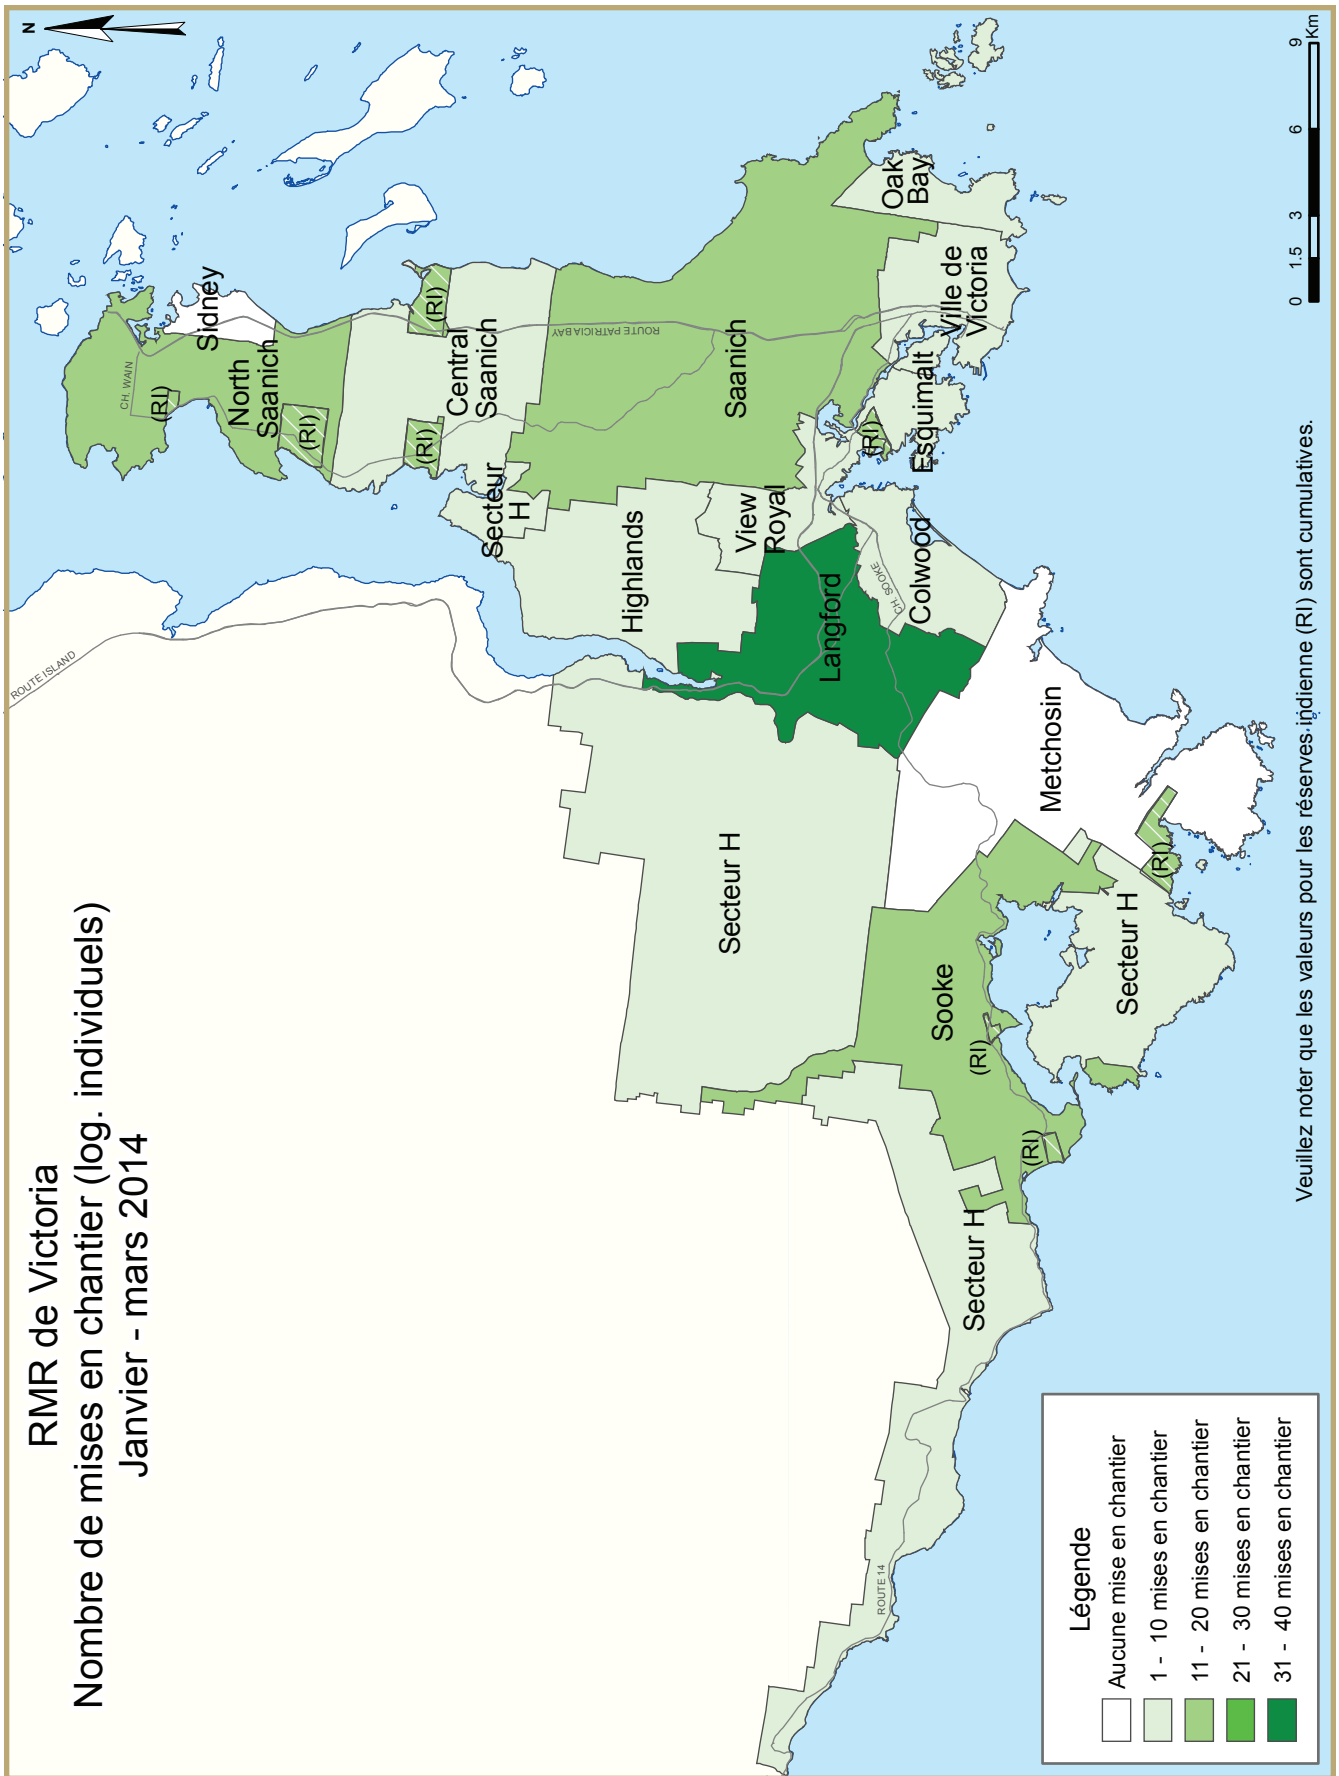 RMR de Victoria
Nombre de mises en chantier (log. individuels)
Janvier - mars 2014
N
ROUTE ISLAND
CH. WAIN
(RI)
Sidney
North
Saanich
(RI)
(RI)
Central
Saanich
(RI)
Secteur
H
ROUTE PATRICIA BAY
Saanich
Highlands
View
Royal
Oak
Bay
Ville de
Victoria
Esquimalt
(RI)
Colwood
CH. SOOKE
Langford
Metchosin
Secteur H
Sooke
(RI)
(RI)
Secteur H
(RI)
Secteur H
ROUTE 14
Légende
Aucune mise en chantier
1 - 10 mises en chantier
11 - 20 mises en chantier
21 - 30 mises en chantier
31 - 40 mises en chantier
0 1.5 3 6 9
Km
Veuillez noter que les valeurs pour les réserves indienne (RI) sont cumulatives.